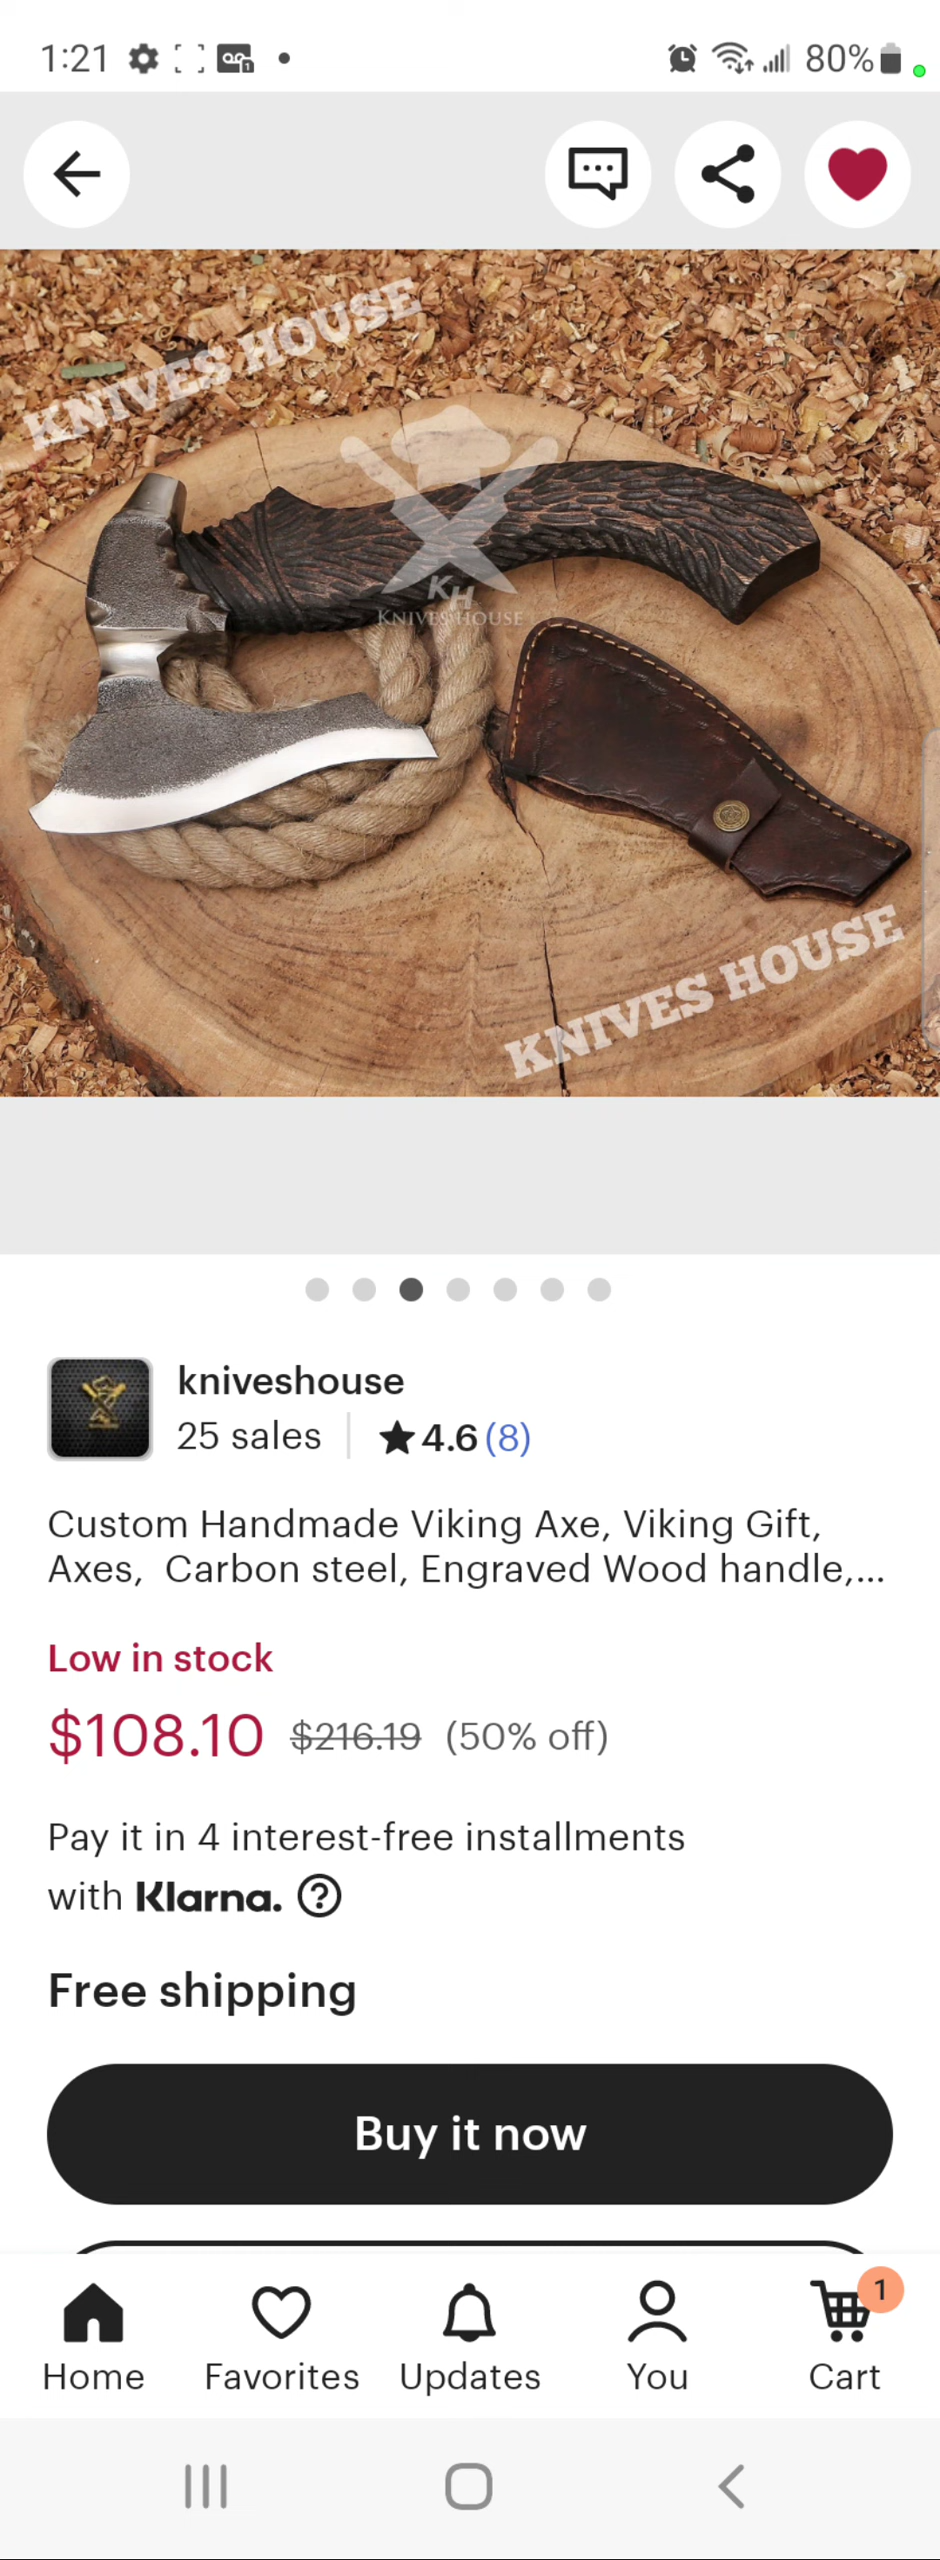 1:21
1
80%
KNIVES HOUSE
KH
KNIVES HOUSE
KNIVES HOUSE
kniveshouse
25 sales
4.6 (8)
Custom Handmade Viking Axe, Viking Gift,
Axes, Carbon steel, Engraved Wood handle,...
Low in stock
$108.10 $216.19 (50% off)
Pay it in 4 interest-free installments
with Klarna. ?
Free shipping
Buy it now
1
Home Favorites Updates You Cart